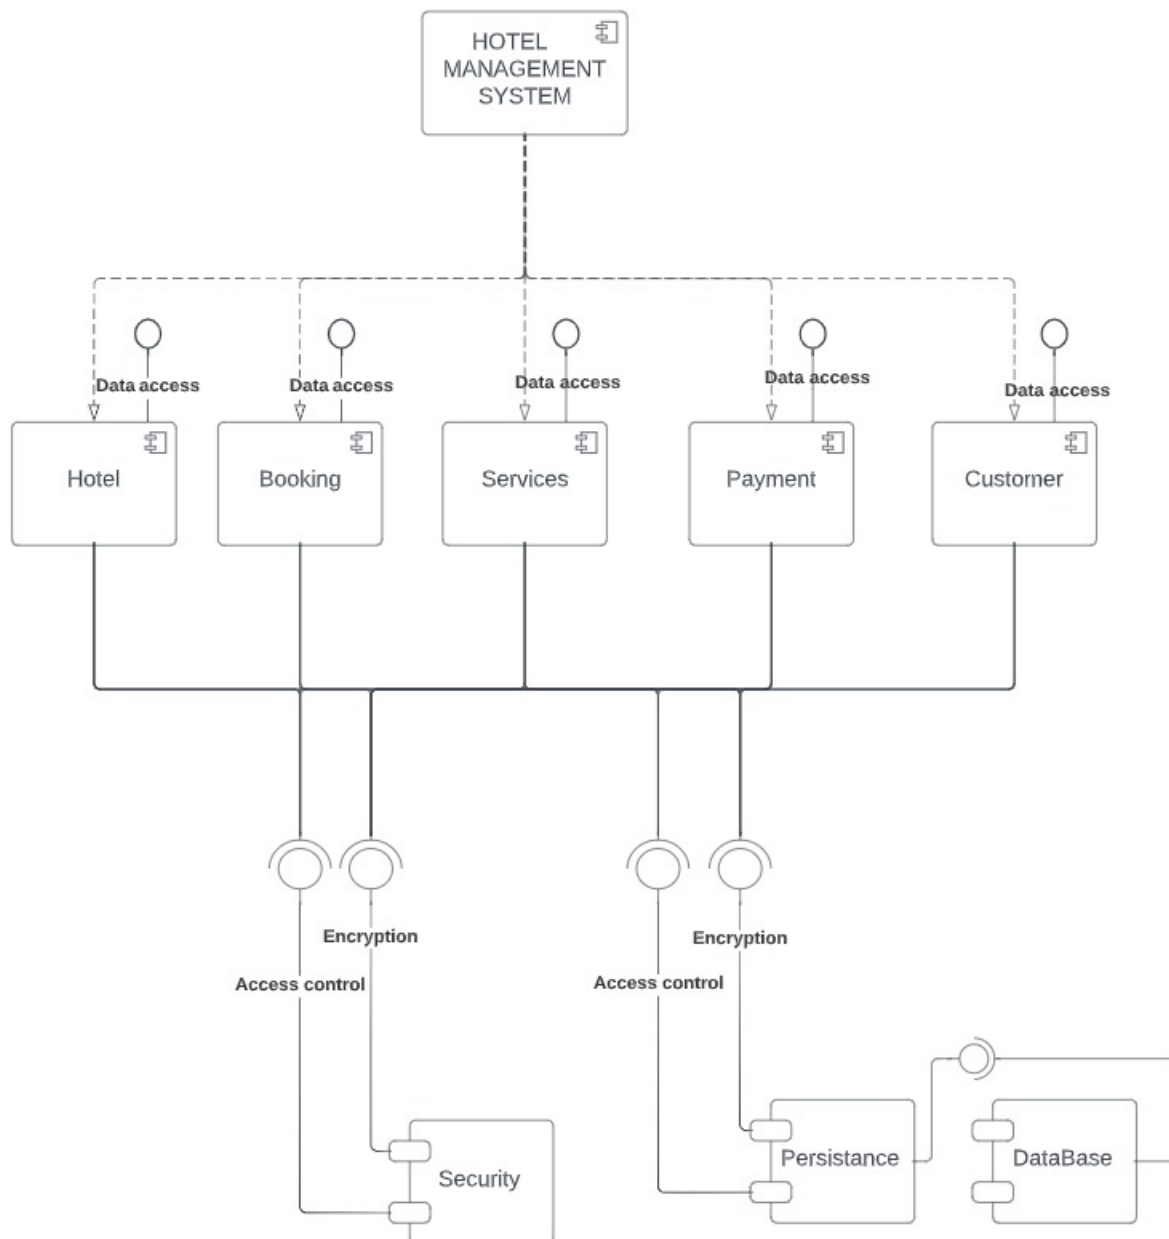 HOTEL
MANAGEMENT
SYSTEM
Data access
Data access
Data access
Data access
Data access
Hotel
Booking
Services
Payment
Customer
Encryption
Access control
Encryption
Access control
Security
Persistance
DataBase